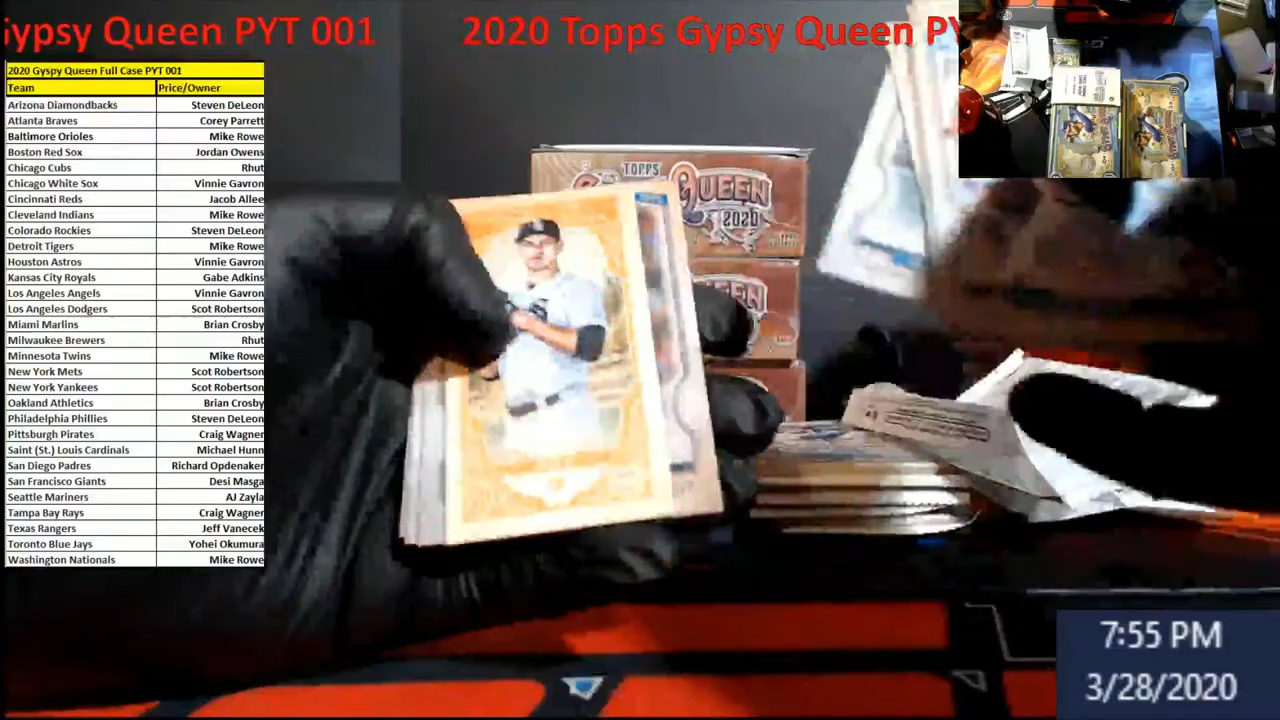 Gypsy Queen PYT 001 2020 Topps Gypsy Queen PY
2020 Gyspy Queen Full Case PYT 001
Team Price/Owner
Arizona Diamondbacks Steven DeLeon
Atlanta Braves Corey Parrett
Baltimore Orioles Mike Rowe
Boston Red Sox Jordan Owens
Chicago Cubs Rhut
Chicago White Sox Vinnie Gavron
Cincinnati Reds Jacob Allee
Cleveland Indians Mike Rowe
Colorado Rockies Steven DeLeon
Detroit Tigers Mike Rowe
Houston Astros Vinnie Gavron
Kansas City Royals Gabe Adkins
Los Angeles Angels Vinnie Gavron
Los Angeles Dodgers Scot Robertson
Miami Marlins Brian Crosby
Milwaukee Brewers Rhut
Minnesota Twins Mike Rowe
New York Mets Scot Robertson
New York Yankees Scot Robertson
Oakland Athletics Brian Crosby
Philadelphia Phillies Steven DeLeon
Pittsburgh Pirates Craig Wagner
Saint (St.) Louis Cardinals Michael Hunn
San Diego Padres Richard Opdenaker
San Francisco Giants Desi Masga
Seattle Mariners AJ Zayla
Tampa Bay Rays Craig Wagner
Texas Rangers Jeff Vanecek
Toronto Blue Jays Yohei Okumura
Washington Nationals Mike Rowe
TOPPS
QUEEN
2020
7:55 PM
3/28/2020